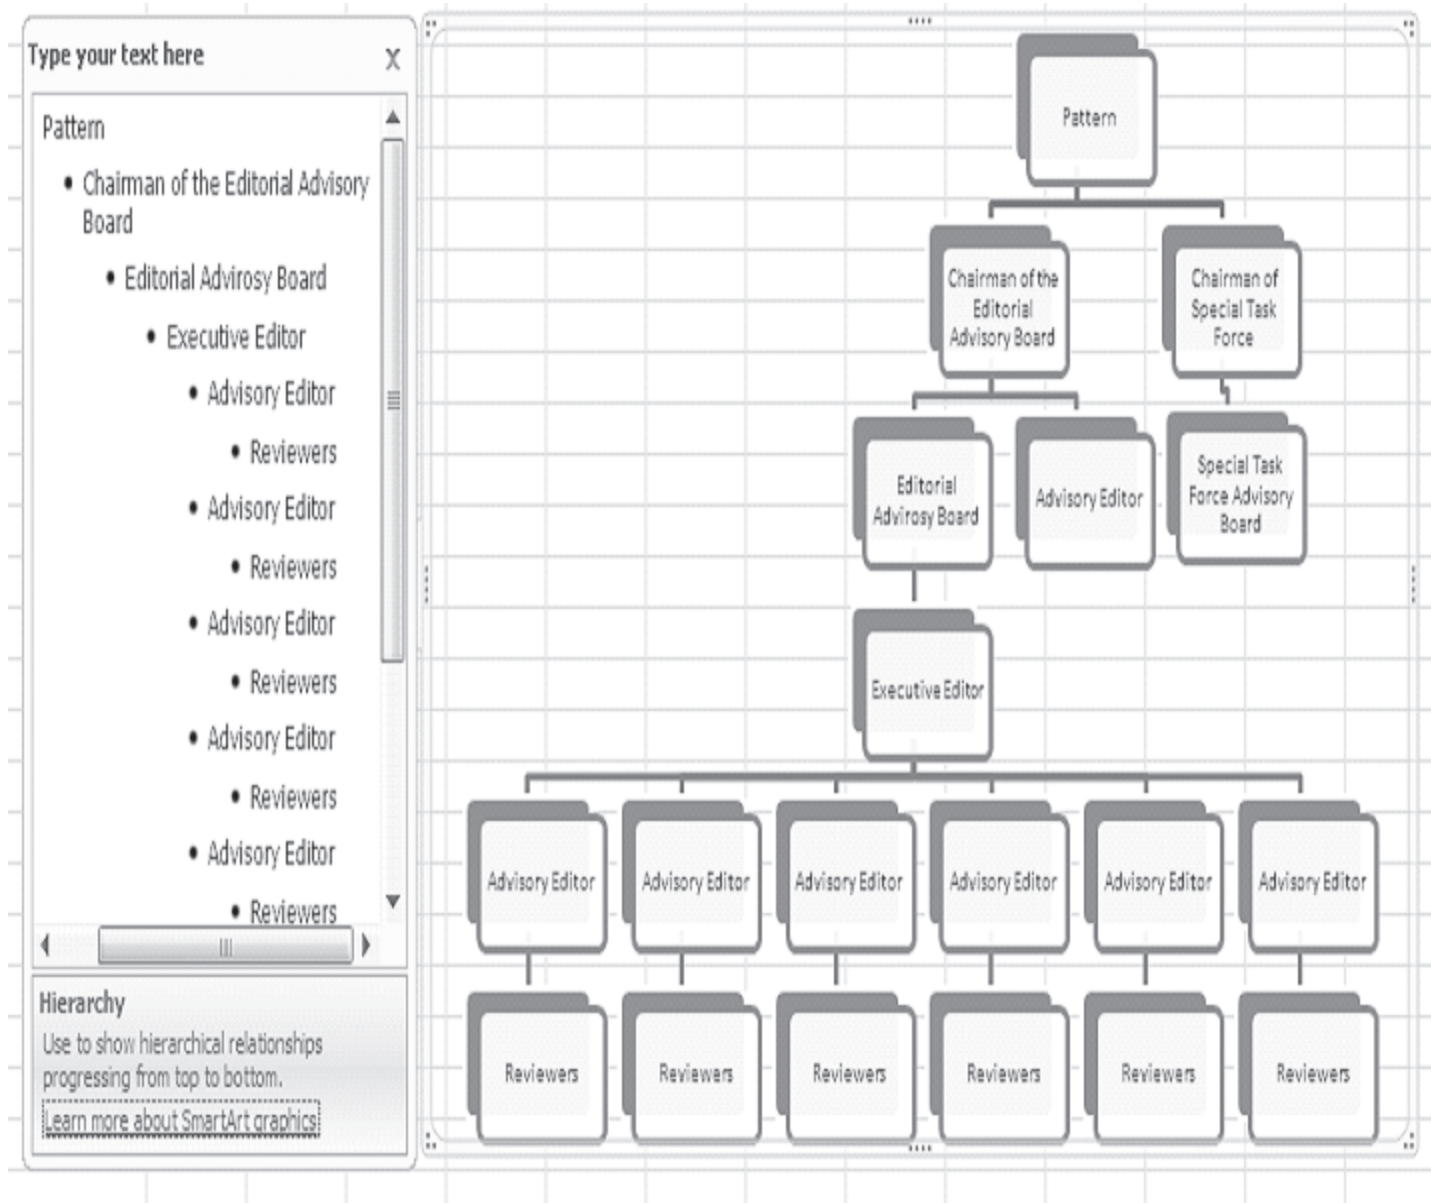 Type your text here
X
Pattern
• Chairman of the Editorial Advisory
Board
• Editorial Advirosy Board
• Executive Editor
• Advisory Editor
• Reviewers
• Advisory Editor
• Reviewers
• Advisory Editor
• Reviewers
• Advisory Editor
• Reviewers
• Advisory Editor
• Reviewers
Hierarchy
Use to show hierarchical relationships
progressing from top to bottom.
Learn more about SmartArt graphics
Pattern
Chairman of the
Editorial
Advisory Board
Chairman of
Special Task
Force
Editorial
Advirosy Board
Advisory Editor
Special Task
Force Advisory
Board
Executive Editor
Advisory Editor
Advisory Editor
Advisory Editor
Advisory Editor
Advisory Editor
Advisory Editor
Reviewers
Reviewers
Reviewers
Reviewers
Reviewers
Reviewers